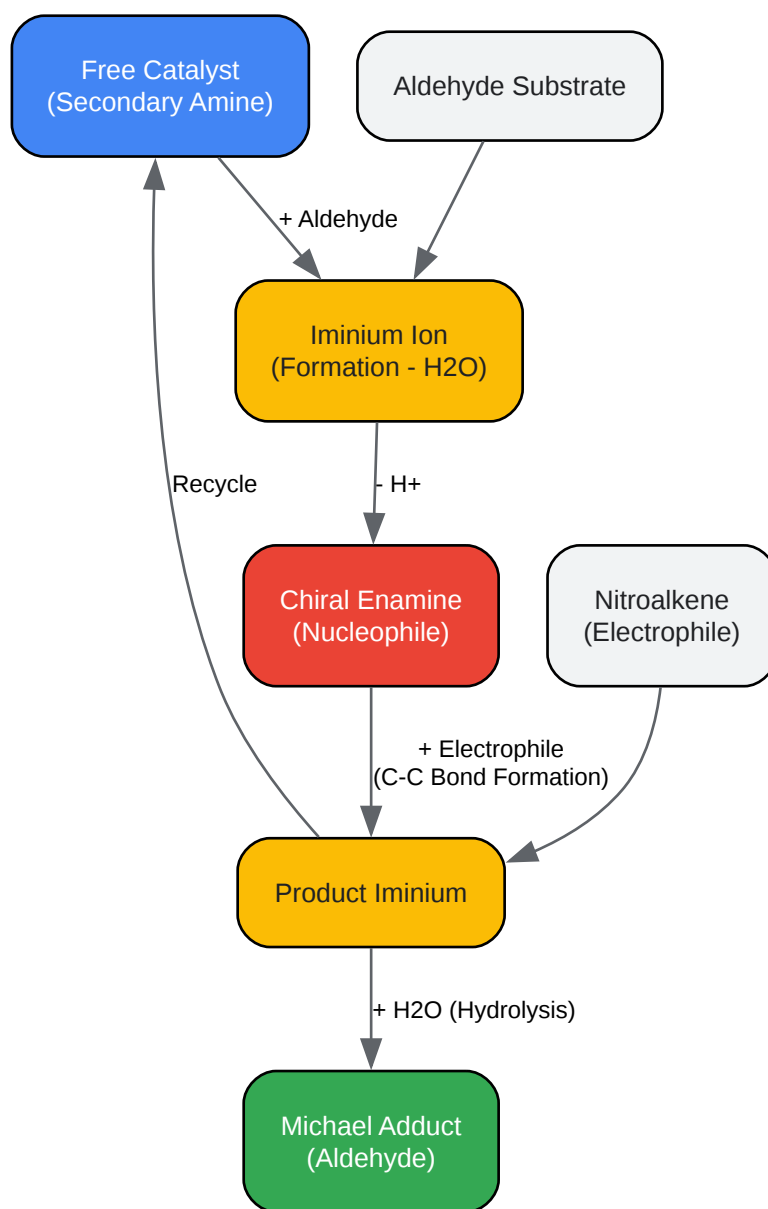 Free Catalyst
(Secondary Amine)
Aldehyde Substrate
+ Aldehyde
Iminium Ion
(Formation - H2O)
Recycle
- H+
Chiral Enamine
(Nucleophile)
Nitroalkene
(Electrophile)
+ Electrophile
(C-C Bond Formation)
Product Iminium
+ H2O (Hydrolysis)
Michael Adduct
(Aldehyde)